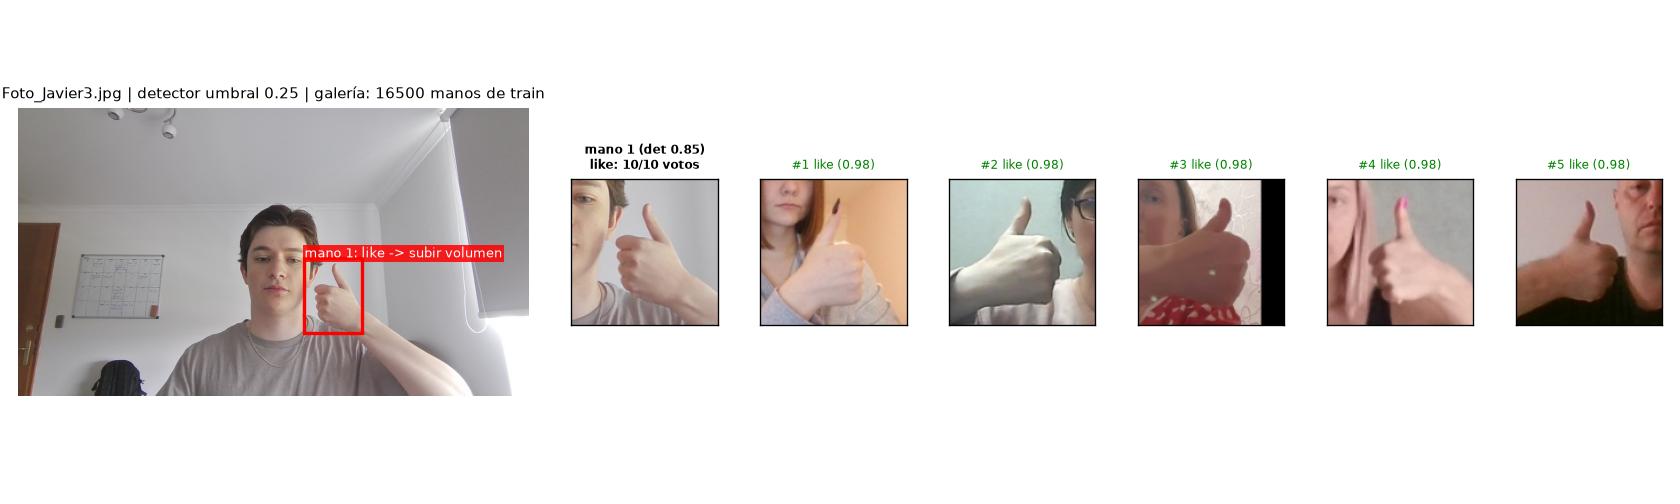 Foto_Javier3.jpg | detector umbral 0.25 | galería: 16500 manos de train
mano 1: like -> subir volumen
mano 1 (det 0.85)
like: 10/10 votos
#1 like (0.98)
#2 like (0.98)
#3 like (0.98)
#4 like (0.98)
#5 like (0.98)